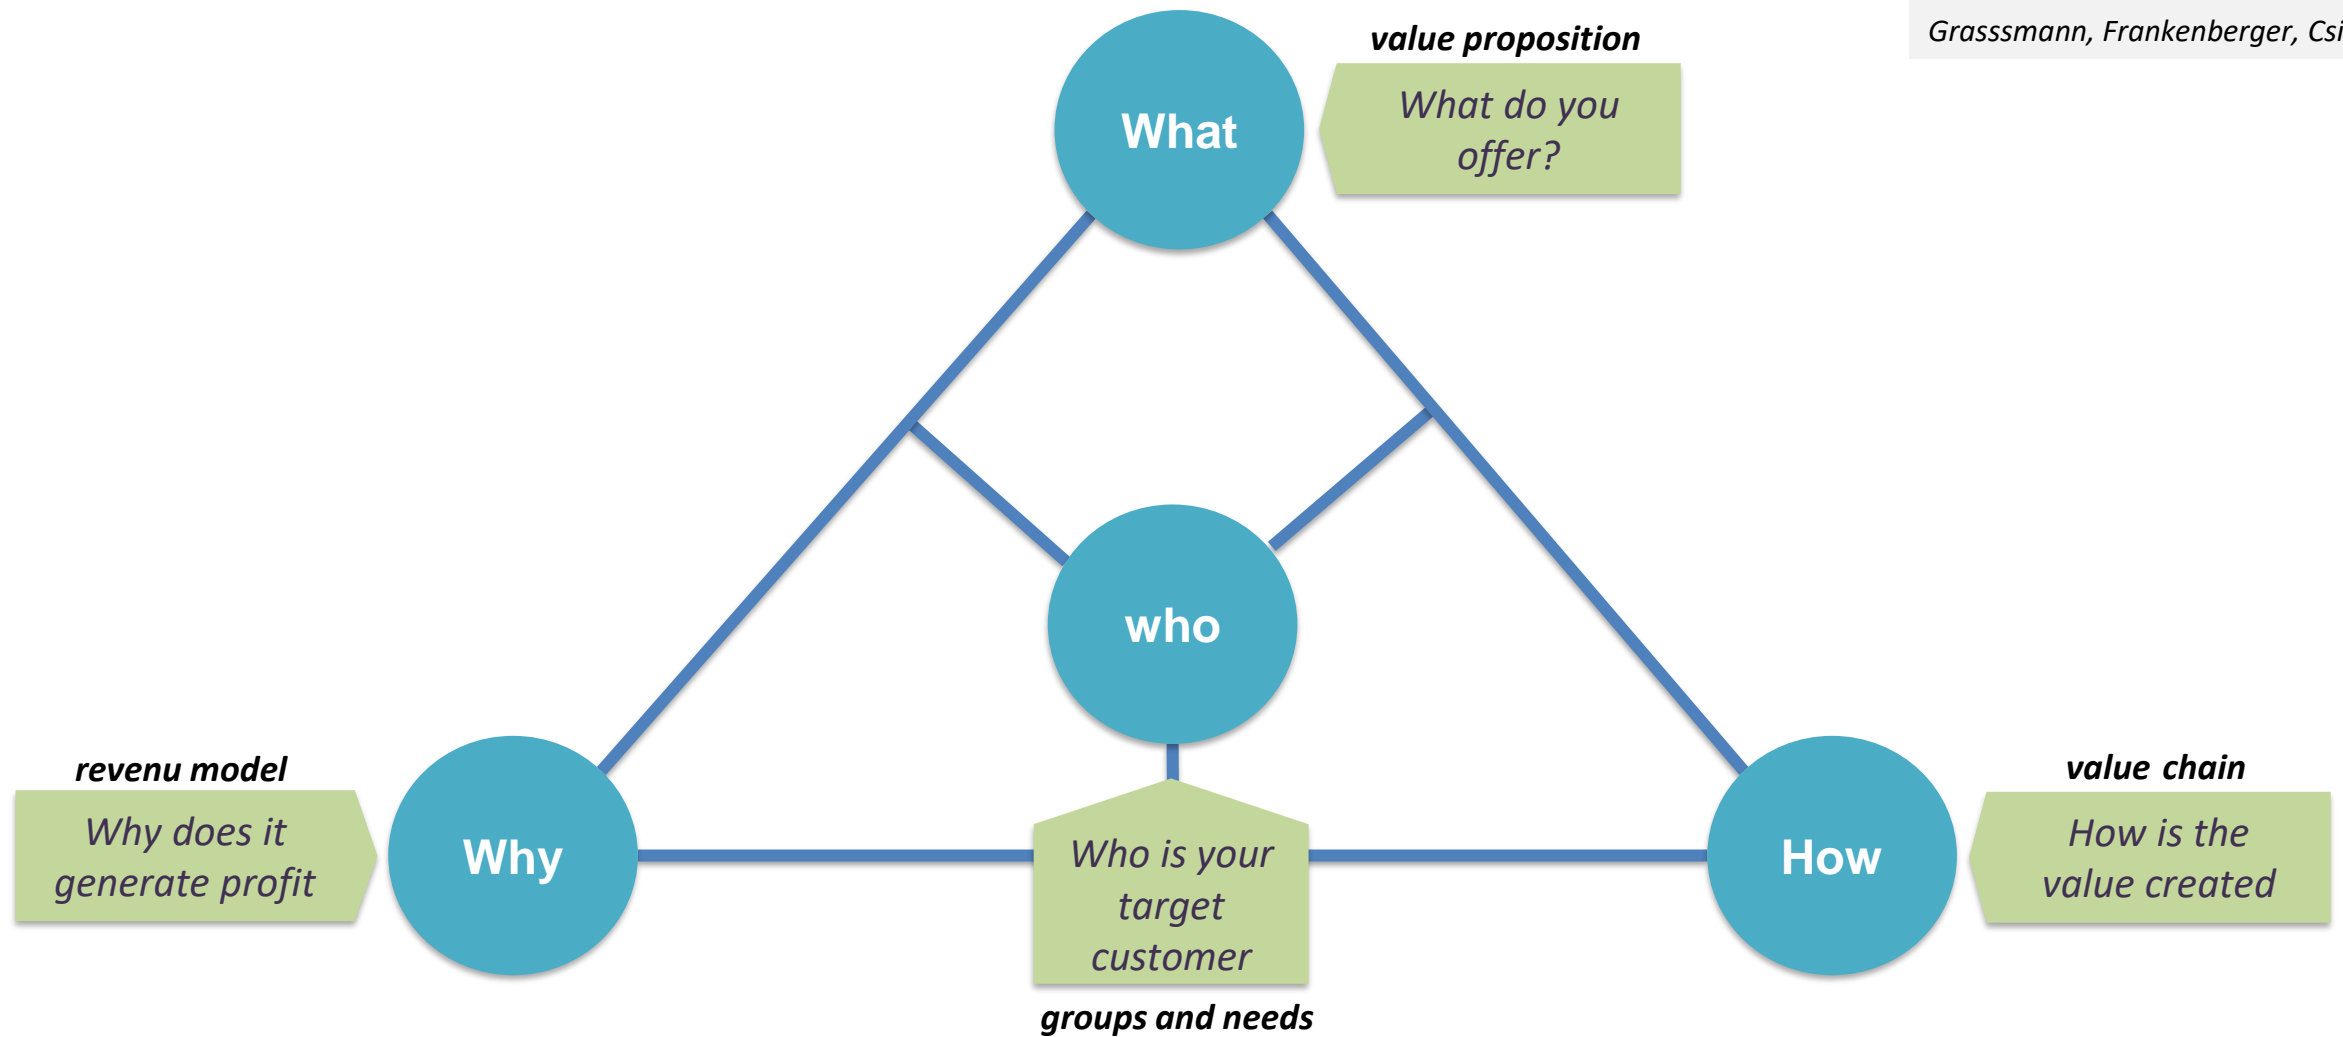 Grasssmann, Frankenberger, Csi
value proposition
What do you
offer?
What
who
revenu model
Why does it
generate profit
Why
Who is your
target
customer
groups and needs
How
value chain
How is the
value created